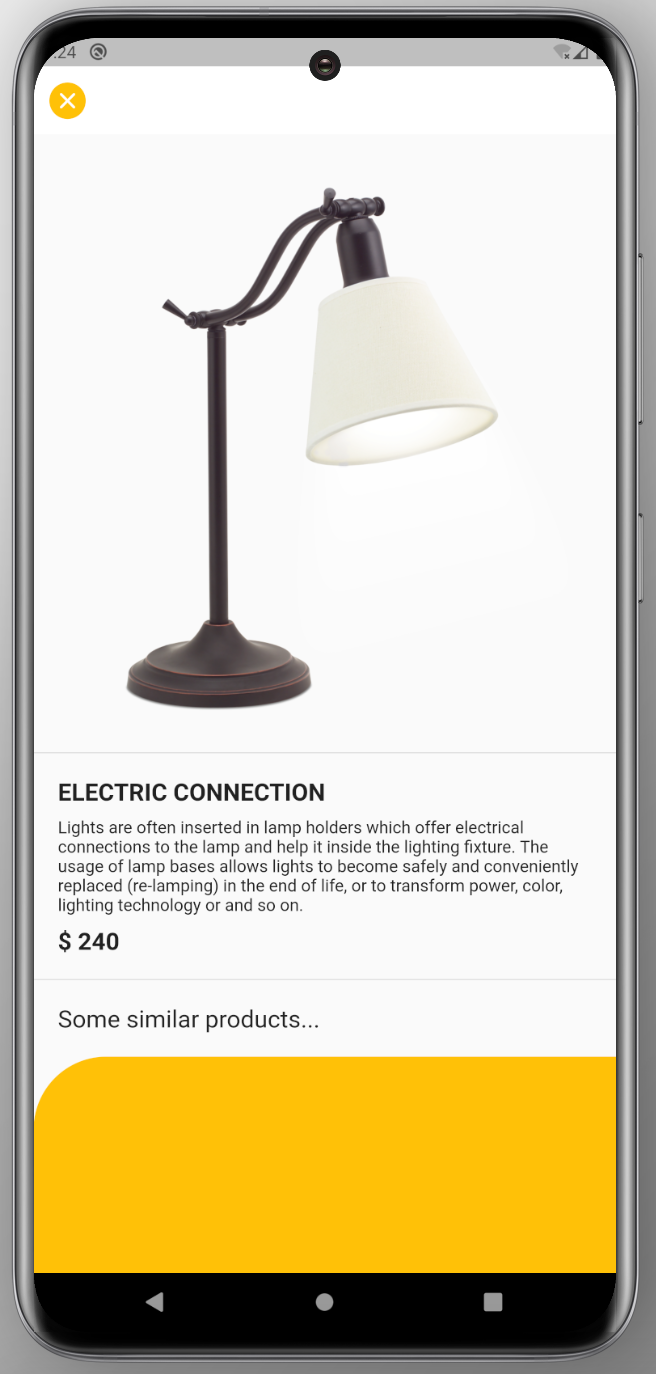 :24
ELECTRIC CONNECTION
Lights are often inserted in lamp holders which offer electrical
connections to the lamp and help it inside the lighting fixture. The
usage of lamp bases allows lights to become safely and conveniently
replaced (re-lamping) in the end of life, or to transform power, color,
lighting technology or and so on.
$ 240
Some similar products...